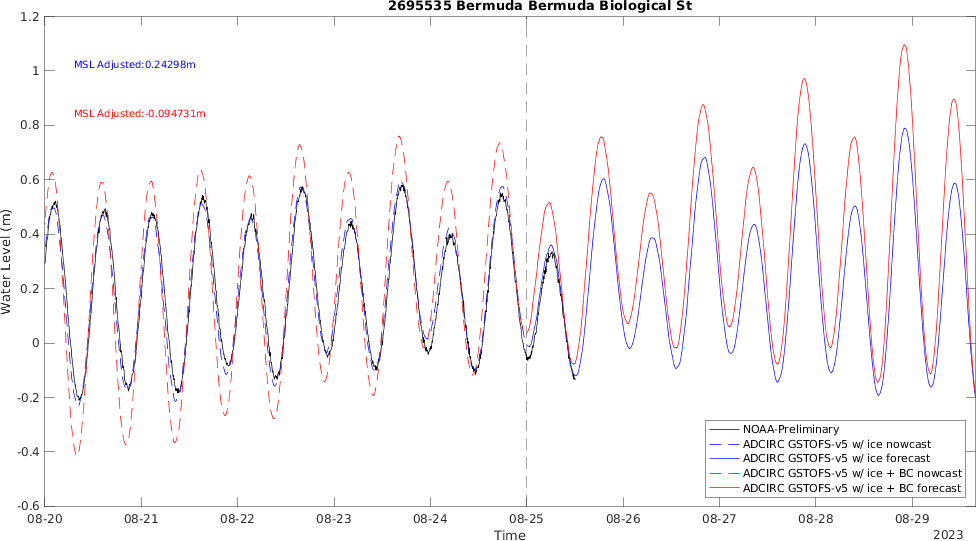 2695535 Bermuda Bermuda Biological St
1.2
1
0.8
0.6
0.4
0.2
0
-0.2
-0.4
-0.6
Water Level (m)
MSL Adjusted:0.24298m
MSL Adjusted:-0.094731m
NOAA-Preliminary
ADCIRC GSTOFS-v5 w/ ice nowcast
ADCIRC GSTOFS-v5 w/ ice forecast
ADCIRC GSTOFS-v5 w/ ice + BC nowcast
ADCIRC GSTOFS-v5 w/ ice + BC forecast
08-20 08-21 08-22 08-23 08-24 08-25 08-26 08-27 08-28 08-29
Time
2023